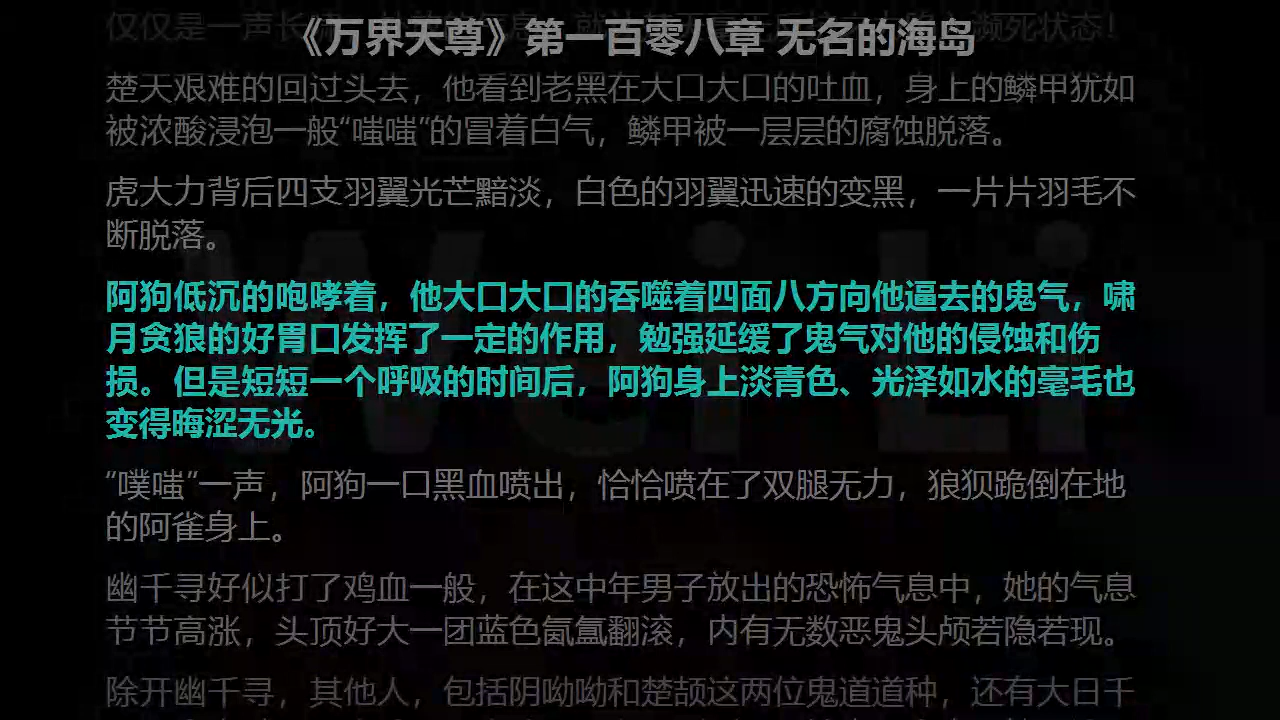 仅仅是一声长
濒死状态！
《万界天尊》第一百零八章 无名的海岛
楚天艰难的回过头去，他看到老黑在大口大口的吐血，身上的鳞甲犹如
被浓酸浸泡一般“嗤嗤”的冒着白气，鳞甲被一层层的腐蚀脱落。
虎大力背后四支羽翼光芒黯淡，白色的羽翼迅速的变黑，一片片羽毛不
断脱落。
阿狗低沉的咆哮着，他大口大口的吞噬着四面八方向他逼去的鬼气，啸
月贪狼的好胃口发挥了一定的作用，勉强延缓了鬼气对他的侵蚀和伤
损。但是短短一个呼吸的时间后，阿狗身上淡青色、光泽如水的毫毛也
变得晦涩无光。
“噗嗤”一声，阿狗一口黑血喷出，恰恰喷在了双腿无力，狼狈跪倒在地
的阿雀身上。
幽千寻好似打了鸡血一般，在这中年男子放出的恐怖气息中，她的气息
节节高涨，头顶好大一团蓝色氤氲翻滚，内有无数恶鬼头颅若隐若现。
除开幽千寻，其他人，包括阴呦呦和楚颉这两位鬼道道种，还有大日千
Wei Li